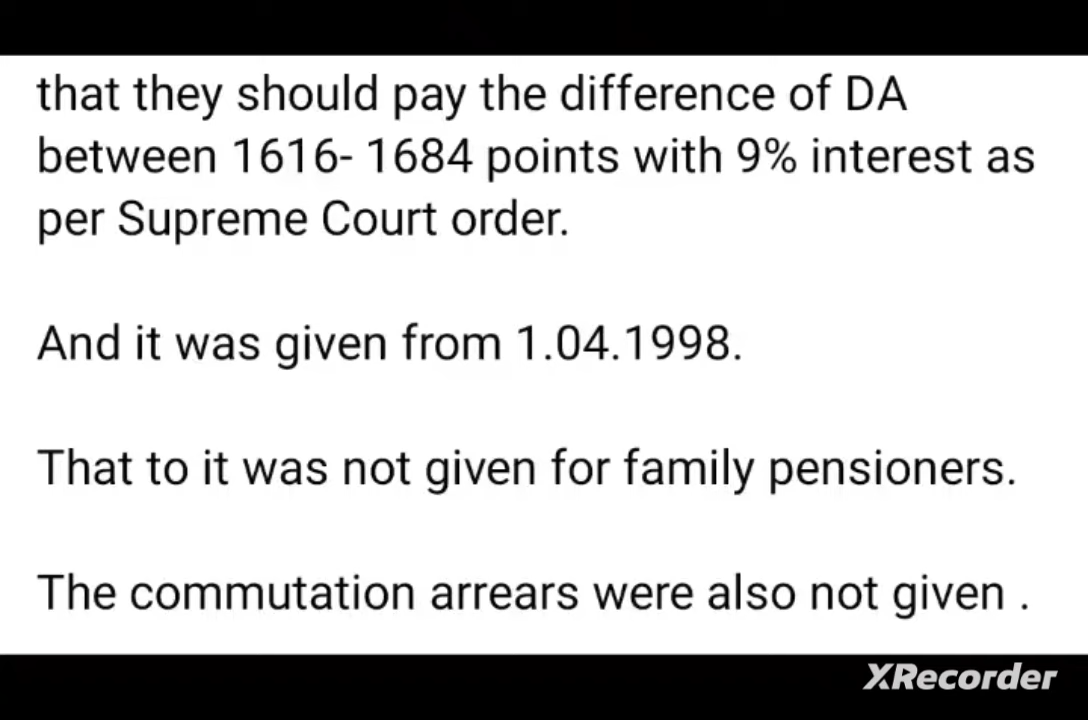 that they should pay the difference of DA
between 1616- 1684 points with 9% interest as
per Supreme Court order.
And it was given from 1.04.1998.
That to it was not given for family pensioners.
The commutation arrears were also not given .
XRecorder